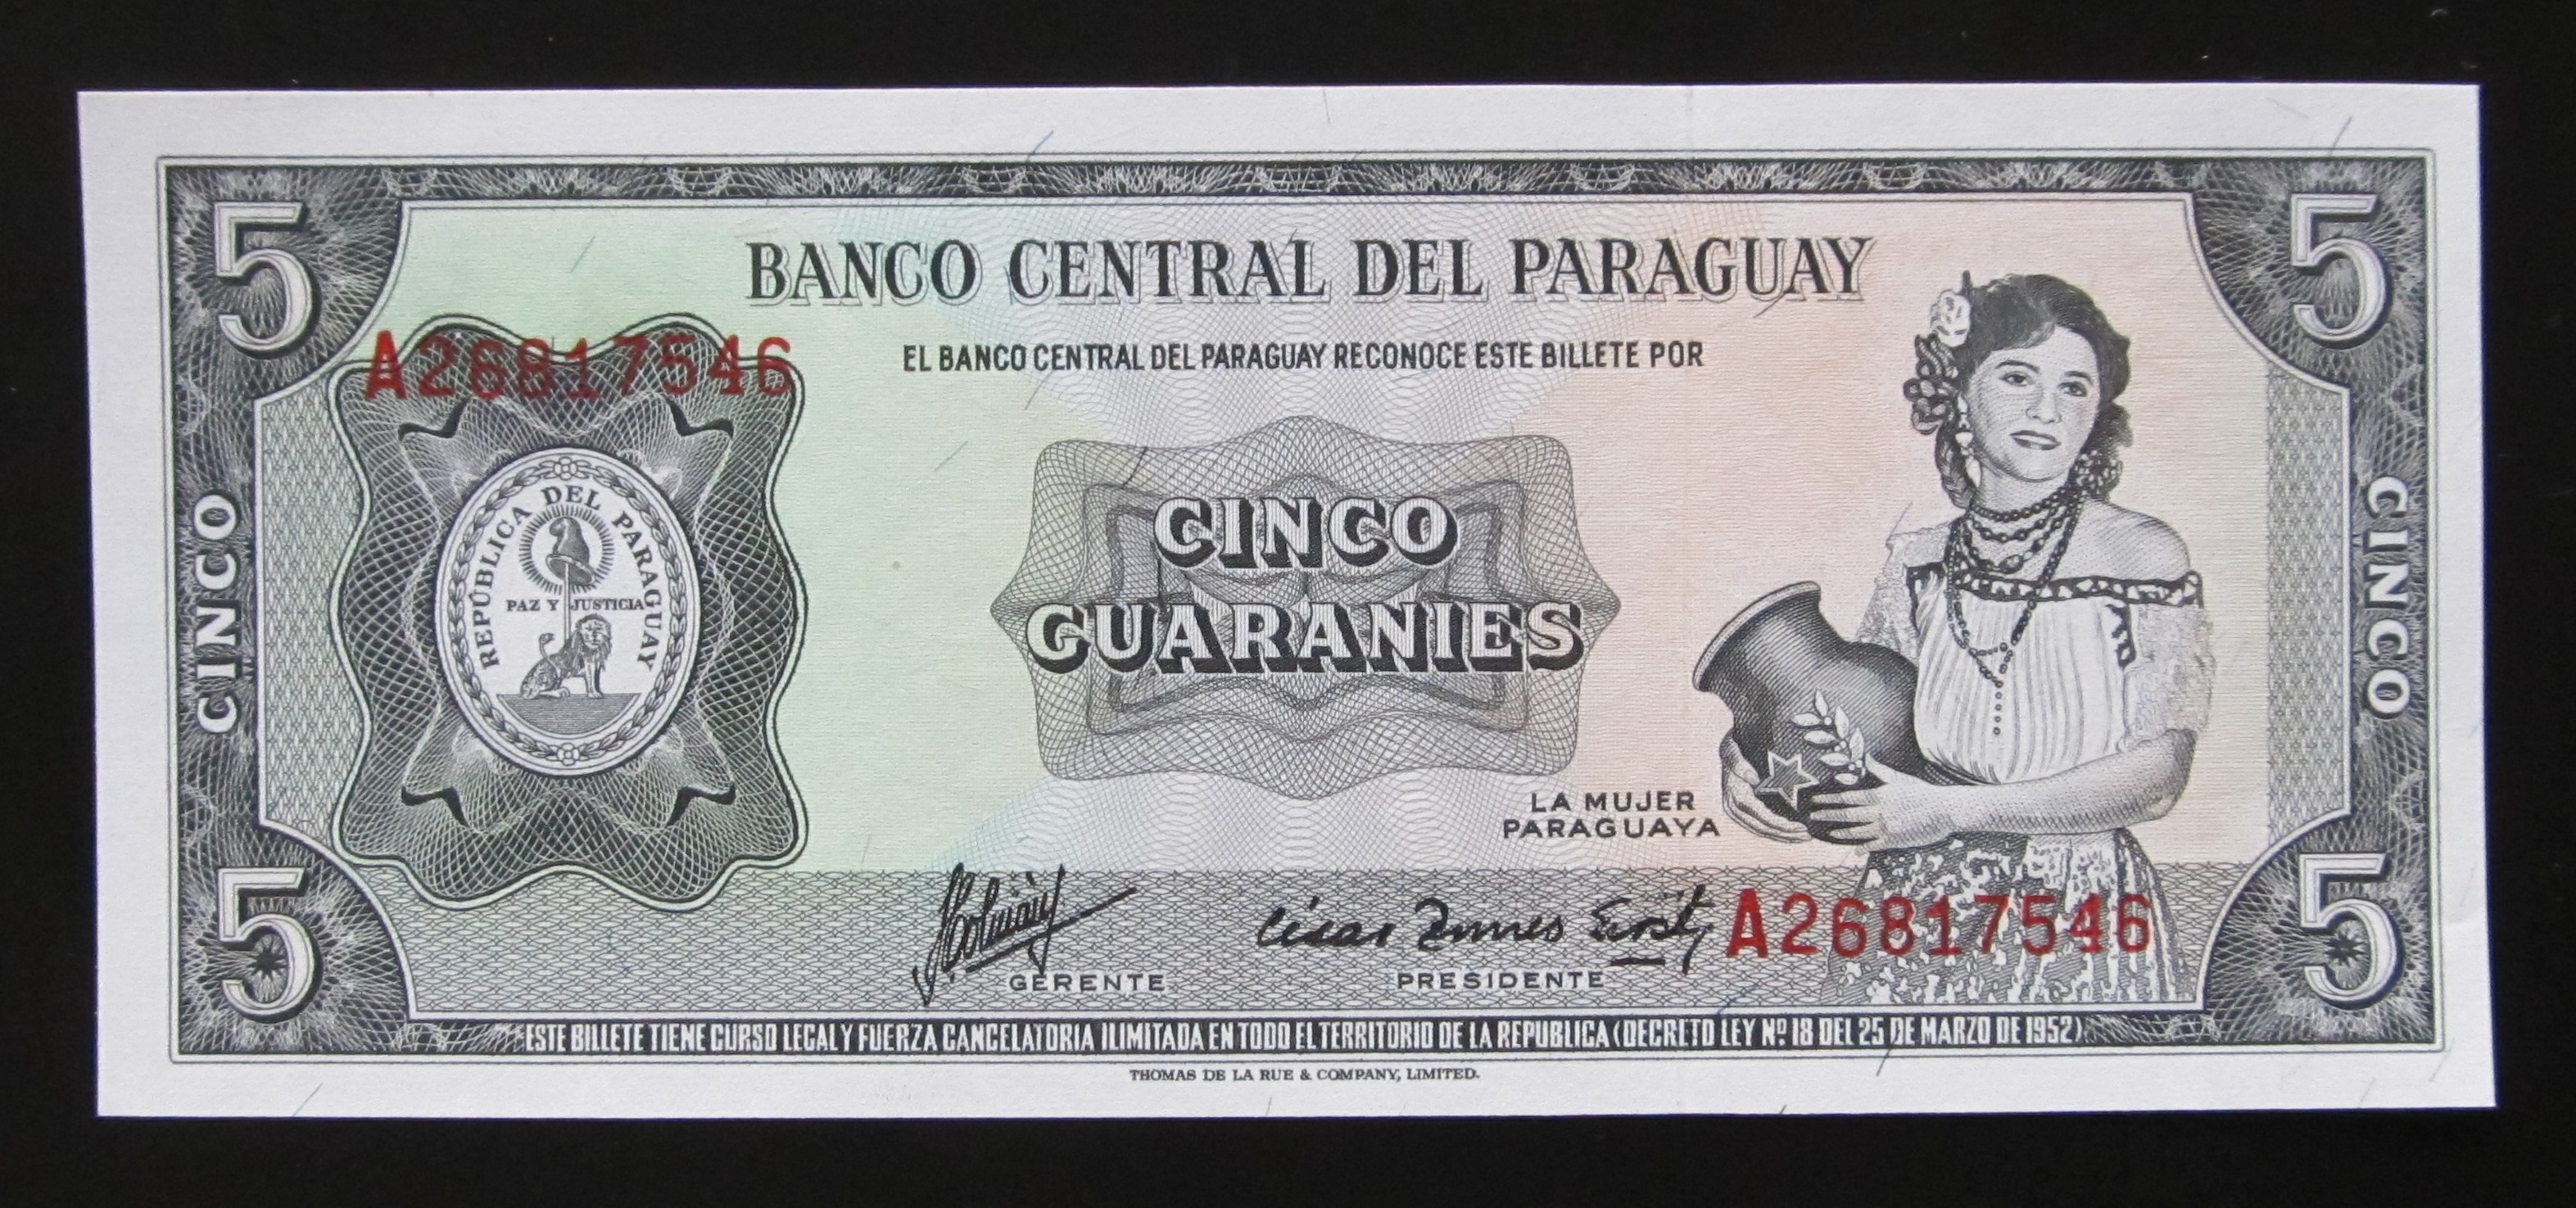 5
5
BANCO CENTRAL DEL PARAGUAY
A26817546
EL BANCO CENTRAL DEL PARAGUAY RECONOCE ESTE BILLETE POR
REPÚBLICA DEL PARAGUAY
PAZ Y JUSTICIA
CINCO
CINCO
GUARANIES
CINCO
LA MUJER
PARAGUAYA
5
5
A26817546
GERENTE
PRESIDENTE
ESTE BILLETE TIENE CURSO LEGAL Y FUERZA CANCELATORIA ILIMITADA EN TODO EL TERRITORIO DE LA REPUBLICA (DECRETO LEY Nº 18 DEL 25 DE MARZO DE 1952)
THOMAS DE LA RUE & COMPANY, LIMITED.